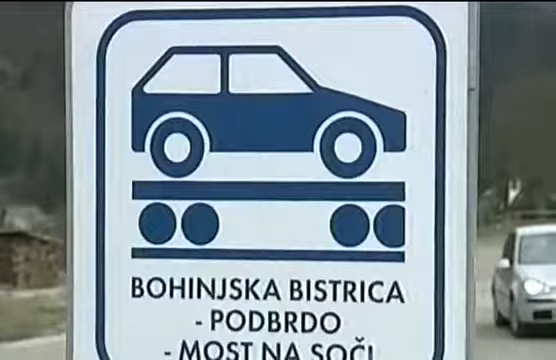 BOHINJSKA BISTRICA
- PODBRDO
- MOST NA SOČI